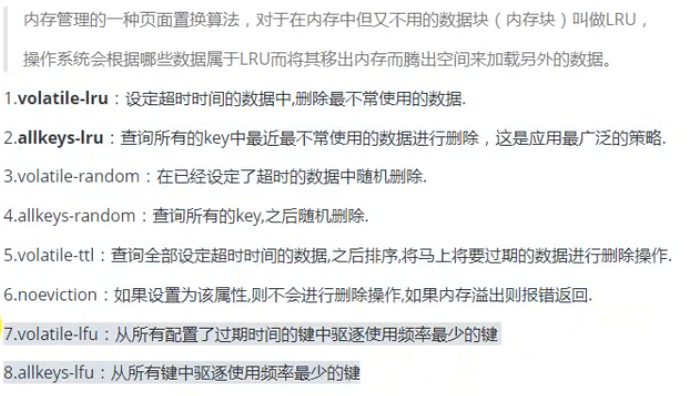 内存管理的一种页面置换算法，对于在内存中但又不用的数据块（内存块）叫做LRU，
操作系统会根据哪些数据属于LRU而将其移出内存而腾出空间来加载另外的数据。
1.volatile-lru：设定超时时间的数据中,删除最不常使用的数据.
2.allkeys-lru：查询所有的key中最近最不常使用的数据进行删除，这是应用最广泛的策略.
3.volatile-random：在已经设定了超时的数据中随机删除.
4.allkeys-random：查询所有的key,之后随机删除.
5.volatile-ttl：查询全部设定超时时间的数据,之后排序,将马上将要过期的数据进行删除操作.
6.noeviction：如果设置为该属性,则不会进行删除操作,如果内存溢出则报错返回.
7.volatile-lfu：从所有配置了过期时间的键中驱逐使用频率最少的键
8.allkeys-lfu：从所有键中驱逐使用频率最少的键